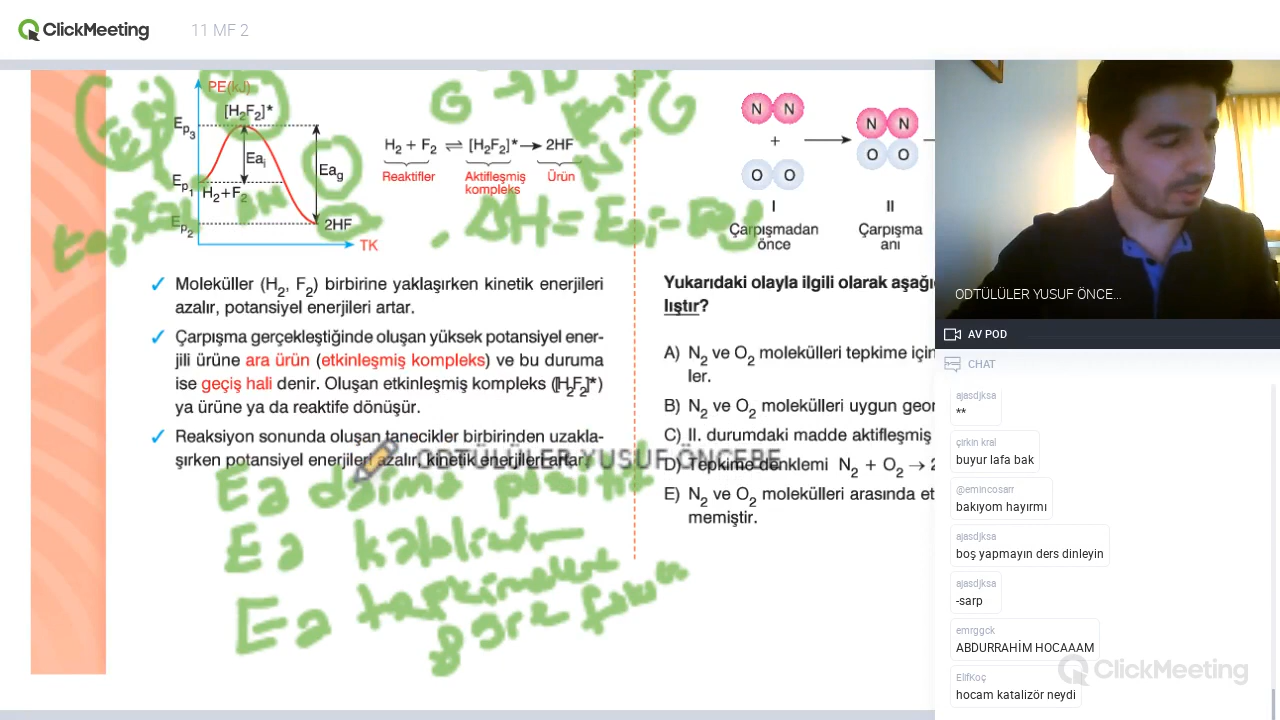 ClickMeeting
11 MF 2
PE(kJ)
[H2F2]*
Ep3
Eai
Eag
Ep1
H2+F2
Ep2
2HF
TK
H2 + F2 ⇌ [H2F2]* → 2HF
Reaktifler
Aktifleşmiş kompleks
Ürün
G → D
G
ΔH = Ei - Eg
✓ Moleküller (H2, F2) birbirine yaklaşırken kinetik enerjileri
azalır, potansiyel enerjileri artar.
✓ Çarpışma gerçekleştiğinde oluşan yüksek potansiyel ener-
jili ürüne ara ürün (etkinleşmiş kompleks) ve bu duruma
ise geçiş hali denir. Oluşan etkinleşmiş kompleks ([H2F2]*)
ya ürüne ya da reaktife dönüşür.
✓ Reaksiyon sonunda oluşan tanecikler birbirinden uzakla-
şırken potansiyel enerjileri azalır, kinetik enerjileri artar.
ODTÜLÜLER YUSUF ÖNCEBE
Ea daima pozitif
Ea
Ea
göre
N N
+
O O
I
Çarpışmadan
önce
N N
O O
II
Çarpışma
anı
Yukarıdaki olayla ilgili olarak aşağıd
lıştır?
A) N2 ve O2 molekülleri tepkime için
ler.
B) N2 ve O2 molekülleri uygun geor
C) II. durumdaki madde aktifleşmiş
D) Tepkime denklemi N2 + O2 → 2
E) N2 ve O2 molekülleri arasında et
memiştir.
ODTÜLÜLER YUSUF ÖNCE...
AV POD
CHAT
ajasdjksa
**
çirkin kral
buyur lafa bak
@emincosarr
bakıyom hayırmı
ajasdjksa
boş yapmayın ders dinleyin
ajasdjksa
-sarp
emrggck
ABDURRAHİM HOCAAAM
ElifKoç
hocam katalizör neydi
ClickMeeting